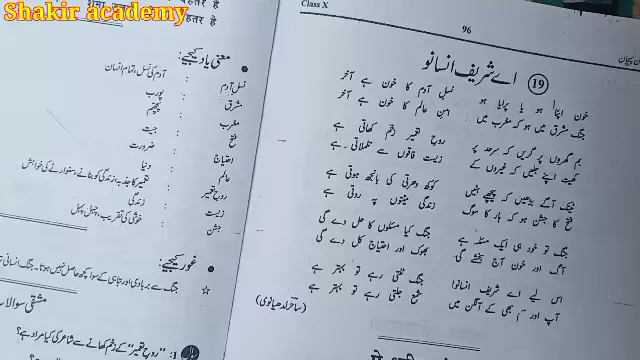 Shakir academy
معنی یاد کیجیے:
نسلِ آدم : آدم کی نسل، تمام انسان
مشرق : پورب
مغرب : پچھم
فتح : جیت
احتیاج : ضرورت
عالم : دنیا
روحِ تعمیر : تعمیر کا جذبہ، زندگی کو بنانے، سنوارنے کی خواہش
زیست : زندگی
جشن : خوشی کی تقریب، چہل پہل
غور کیجیے:
جنگ سے بربادی اور تباہی کے سوا کچھ حاصل نہیں ہوتا۔ جنگ انسانی
مشقی سوالات
1: "روحِ تعمیر" کے زخم کھانے سے شاعر کی کیا مراد ہے؟
Class X
96
19 اے شریف انسانو
خون اپنا ہو یا پرایا ہو نسلِ آدم کا خون ہے آخر
جنگ مشرق میں ہو کہ مغرب میں امنِ عالم کا خون ہے آخر
بم گھروں پر گریں کہ سرحد پر روحِ تعمیر زخم کھاتی ہے
کھیت اپنے جلیں کہ غیروں کے زیست فاقوں سے تلملاتی ہے
ٹینک آگے بڑھیں کہ پیچھے ہٹیں کوکھ دھرتی کی بانجھ ہوتی ہے
فتح کا جشن ہو کہ ہار کا سوگ زندگی میتوں پہ روتی ہے
جنگ تو خود ہی ایک مسئلہ ہے جنگ کیا مسئلوں کا حل دے گی
آگ اور خون آج بخشے گی بھوک اور احتیاج کل دے گی
اس لیے اے شریف انسانو! جنگ ٹلتی رہے تو بہتر ہے
آپ اور ہم سبھی کے آنگن میں شمع جلتی رہے تو بہتر ہے
(ساحر لدھیانوی)